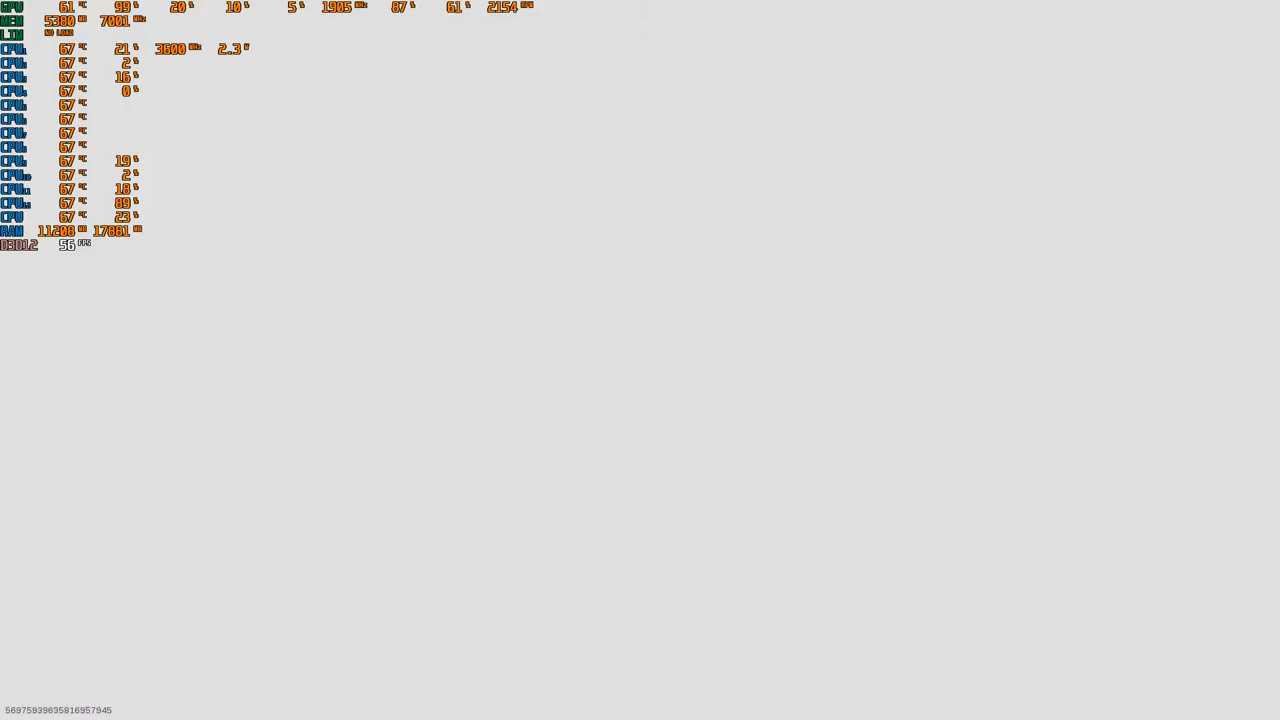 GPU 61 °C 99 % 20 % 10 % 5 % 1905 MHz 87 % 61 % 2154 RPM
MEM 5380 MB 7001 MHz
LIM NO LOAD
CPU1 67 °C 21 % 3600 MHz 2.3 W
CPU2 67 °C 2 %
CPU3 67 °C 16 %
CPU4 67 °C 0 %
CPU5 67 °C
CPU6 67 °C
CPU7 67 °C
CPU8 67 °C
CPU9 67 °C 19 %
CPU10 67 °C 2 %
CPU11 67 °C 18 %
CPU12 67 °C 89 %
CPU 67 °C 23 %
RAM 11208 MB 17881 MB
D3D12 56 FPS
56975939635816957945